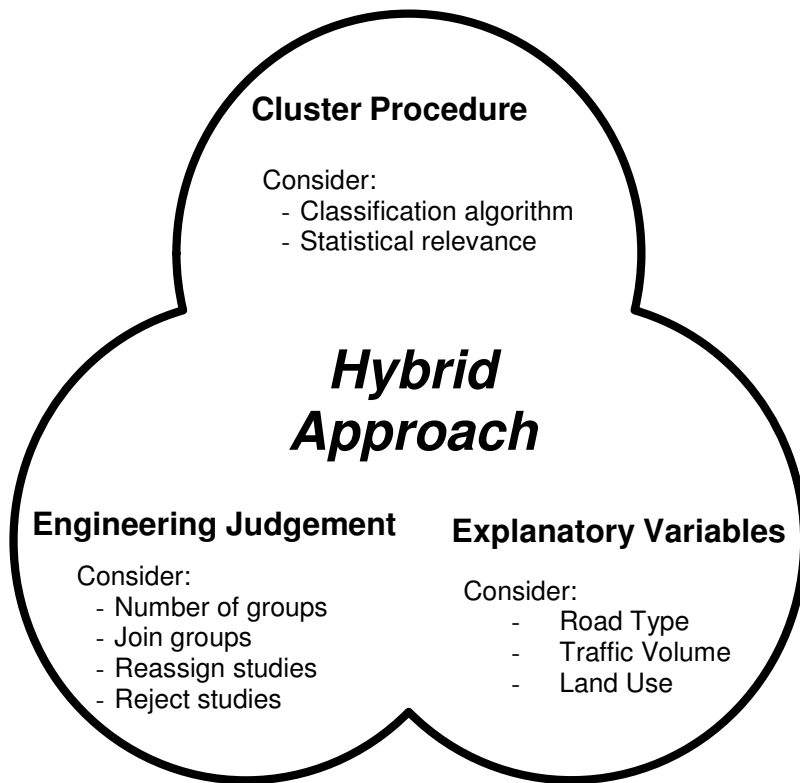 Cluster Procedure
Consider:
- Classification algorithm
- Statistical relevance
Hybrid
Approach
Engineering Judgement
Consider:
- Number of groups
- Join groups
- Reassign studies
- Reject studies
Explanatory Variables
Consider:
- Road Type
- Traffic Volume
- Land Use